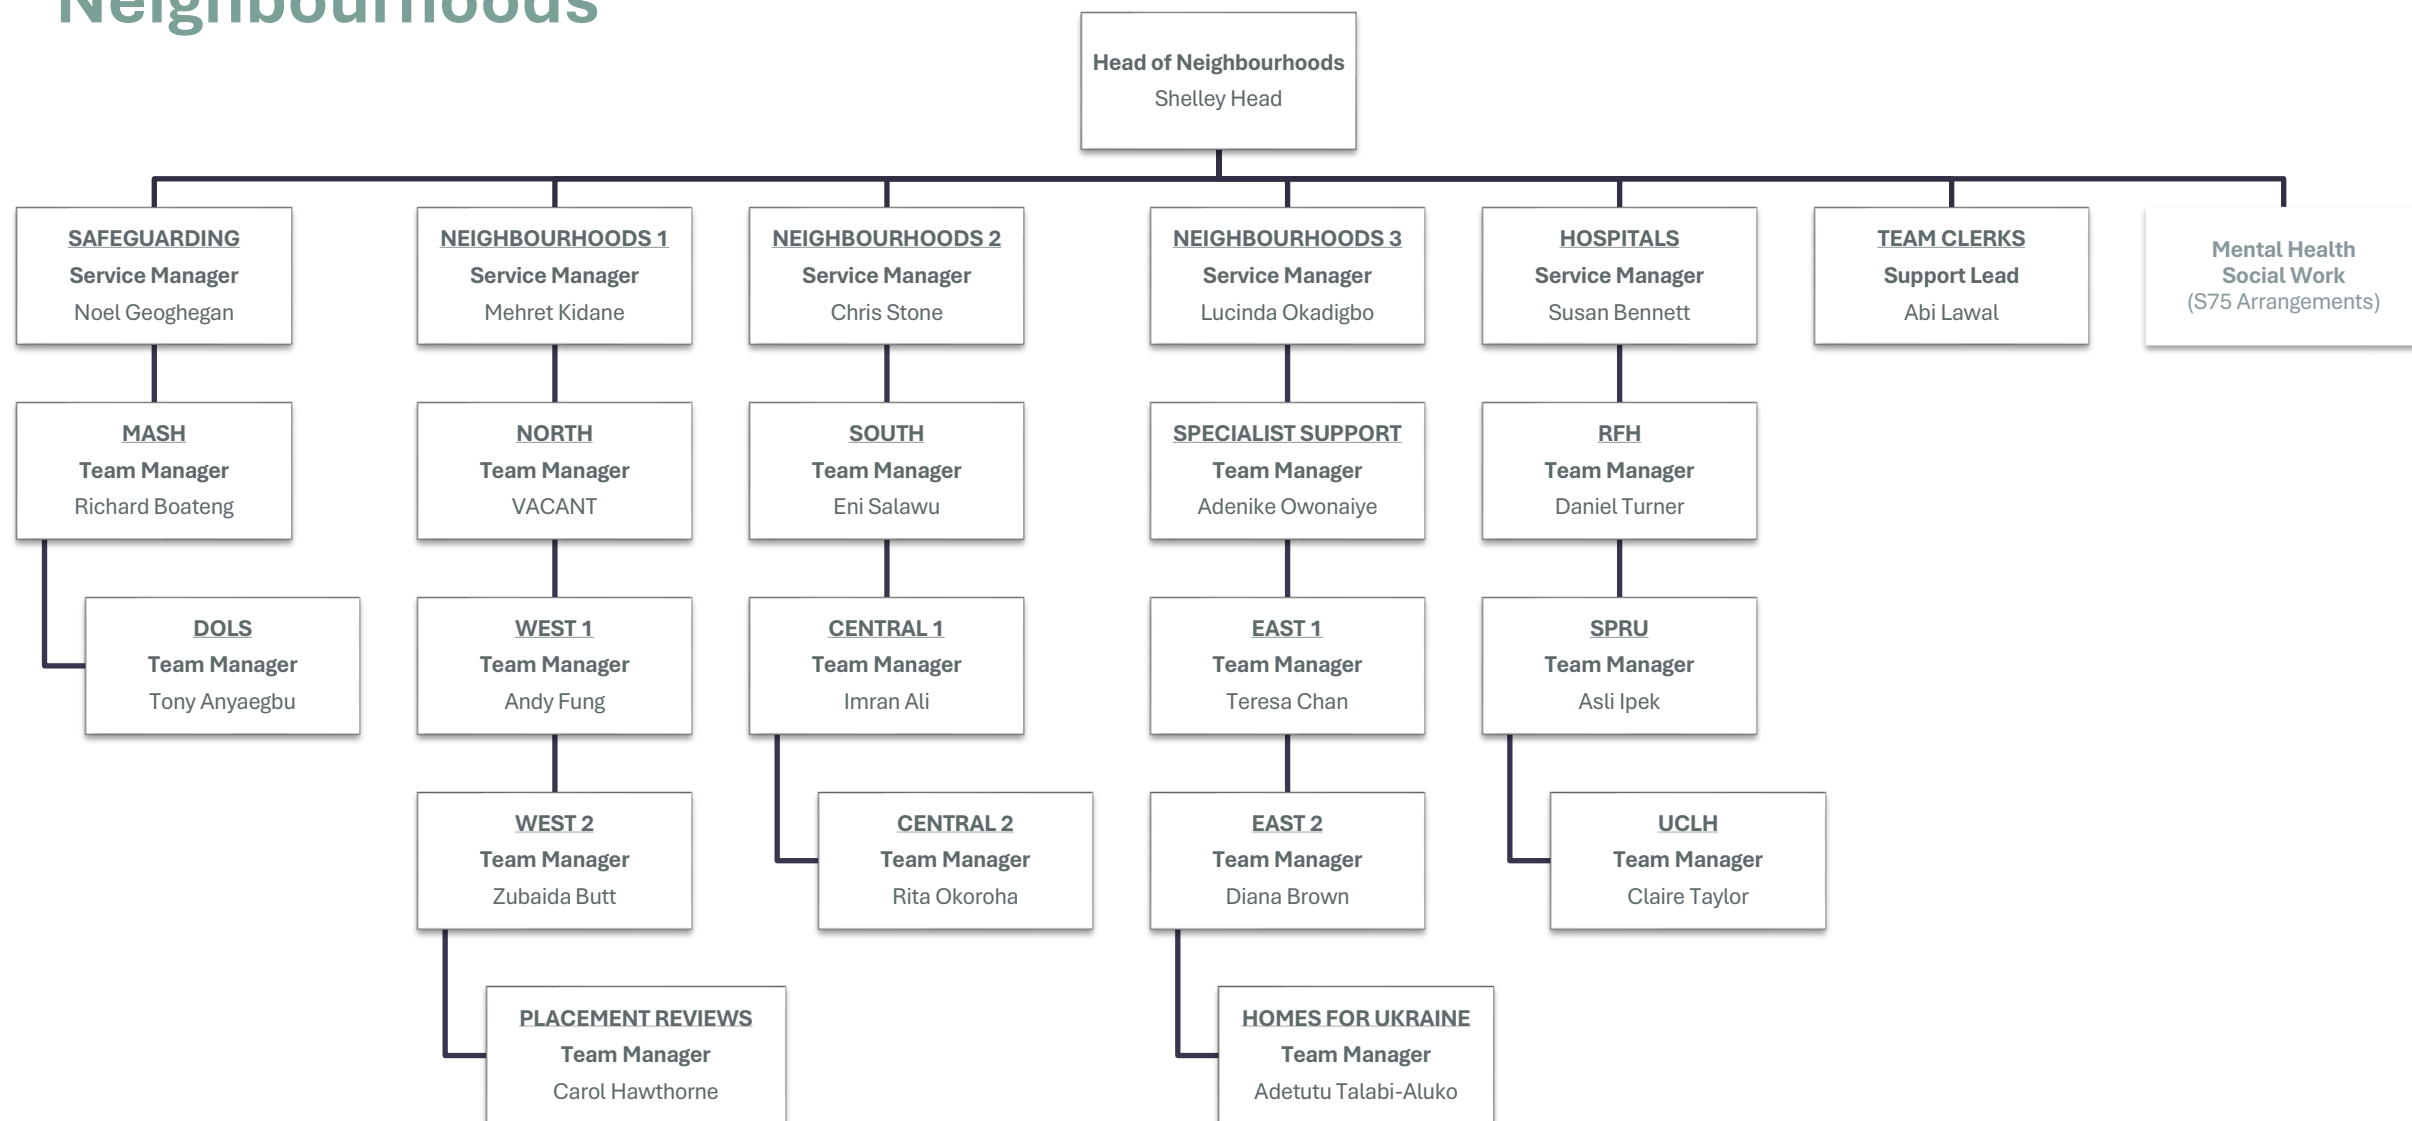 Neighbourhoods
Head of Neighbourhoods
Shelley Head
SAFEGUARDING
Service Manager
Noel Geoghegan
NEIGHBOURHOODS 1
Service Manager
Mehret Kidane
NEIGHBOURHOODS 2
Service Manager
Chris Stone
NEIGHBOURHOODS 3
Service Manager
Lucinda Okadigbo
HOSPITALS
Service Manager
Susan Bennett
TEAM CLERKS
Support Lead
Abi Lawal
Mental Health
Social Work
(S75 Arrangements)
MASH
Team Manager
Richard Boateng
NORTH
Team Manager
VACANT
SOUTH
Team Manager
Eni Salawu
SPECIALIST SUPPORT
Team Manager
Adenike Owonaiye
RFH
Team Manager
Daniel Turner
DOLS
Team Manager
Tony Anyaegbu
WEST 1
Team Manager
Andy Fung
CENTRAL 1
Team Manager
Imran Ali
EAST 1
Team Manager
Teresa Chan
SPRU
Team Manager
Asli Ipek
WEST 2
Team Manager
Zubaida Butt
CENTRAL 2
Team Manager
Rita Okoroha
EAST 2
Team Manager
Diana Brown
UCLH
Team Manager
Claire Taylor
PLACEMENT REVIEWS
Team Manager
Carol Hawthorne
HOMES FOR UKRAINE
Team Manager
Adetutu Talabi-Aluko